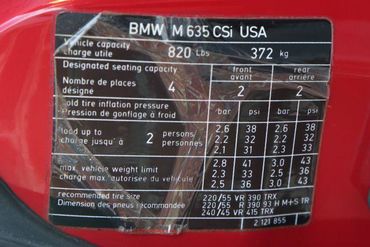 BMW M 635 CSi USA
Vehicle capacity
charge utile 820 Lbs 372 kg
Designated seating capacity front rear
avant arrière
Nombre de places 4 2 2
désigné
cold tire inflation pressure
Pression de gonflage à froid bar psi bar psi
load up to 2 persons/ 2,6 38 2,6 38
charge jusqu'à personnes 2,2 32 2,2 32
2,1 31 2,3 33
max. vehicle weight limit 2,8 41 3,0 43
charge max. autorisée du véhicule 2,3 33 2,5 36
2,5 36 3,0 43
recommended tire size 220/55 VR 390 TRX
Dimension des pneus recommandée 220/55 R 390 93 H M+S TR
240/45 VR 415 TRX
2 121 855